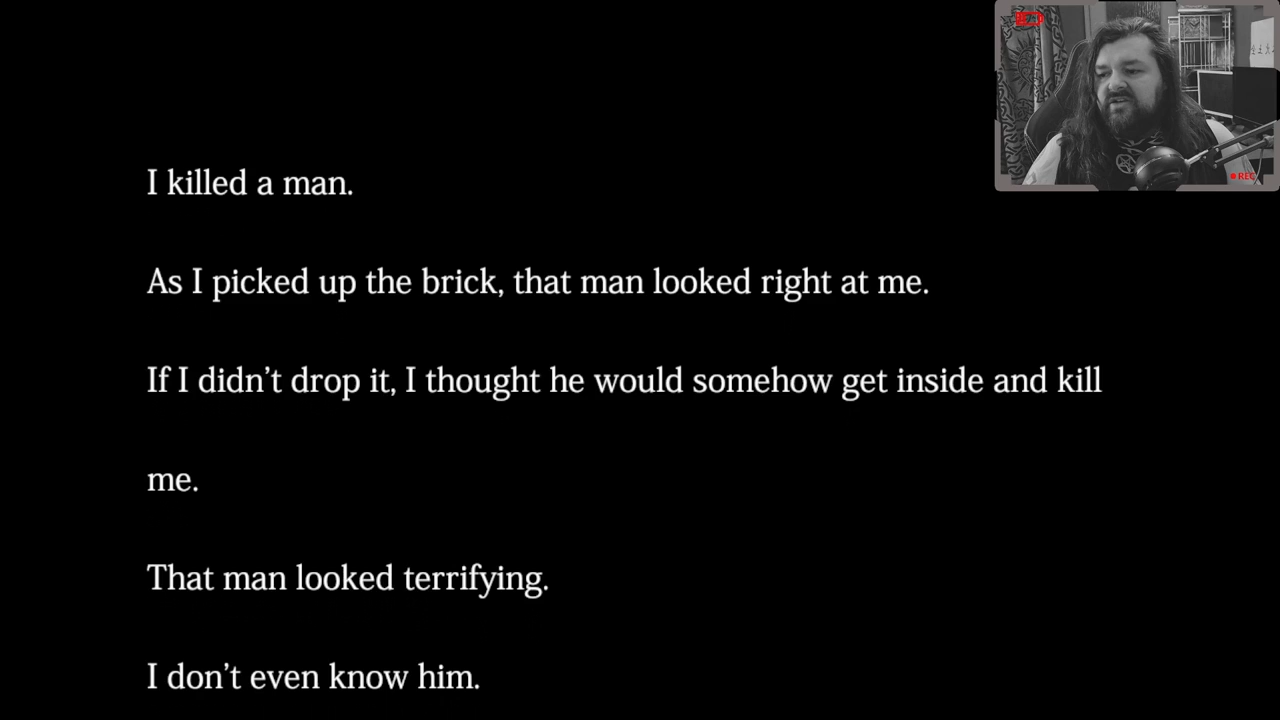 I killed a man.
As I picked up the brick, that man looked right at me.
If I didn't drop it, I thought he would somehow get inside and kill
me.
That man looked terrifying.
I don't even know him.
REC